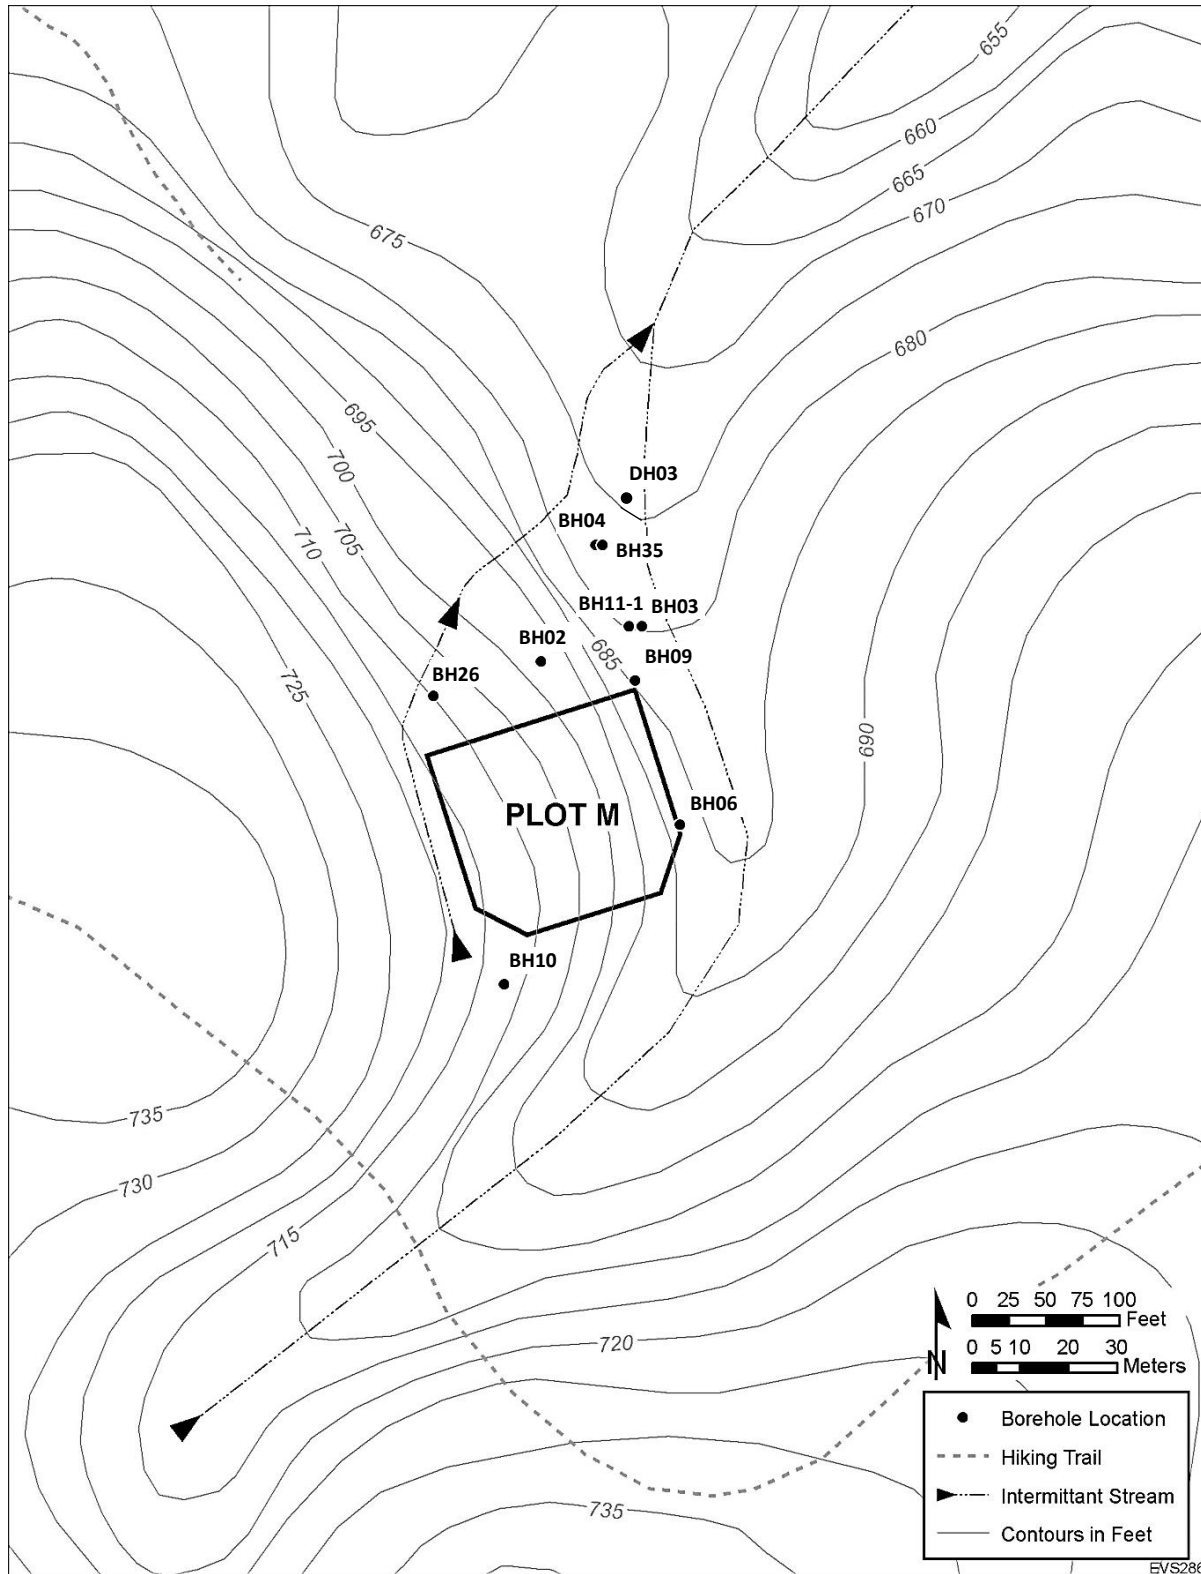 655
660
665
670
675
680
695
700
705
710
725
DH03
BH04
BH35
BH11-1
BH03
BH02
685
BH09
BH26
690
PLOT M
BH06
BH10
735
730
715
720
735
0 25 50 75 100
Feet
0 5 10 20 30
Meters
N
Borehole Location
Hiking Trail
Intermittant Stream
Contours in Feet
EVS286